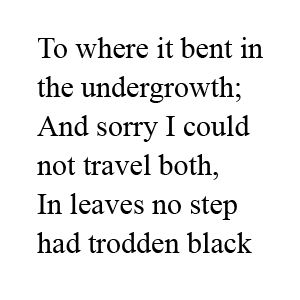 To where it bent in
the undergrowth;
And sorry I could
not travel both,
In leaves no step
had trodden black